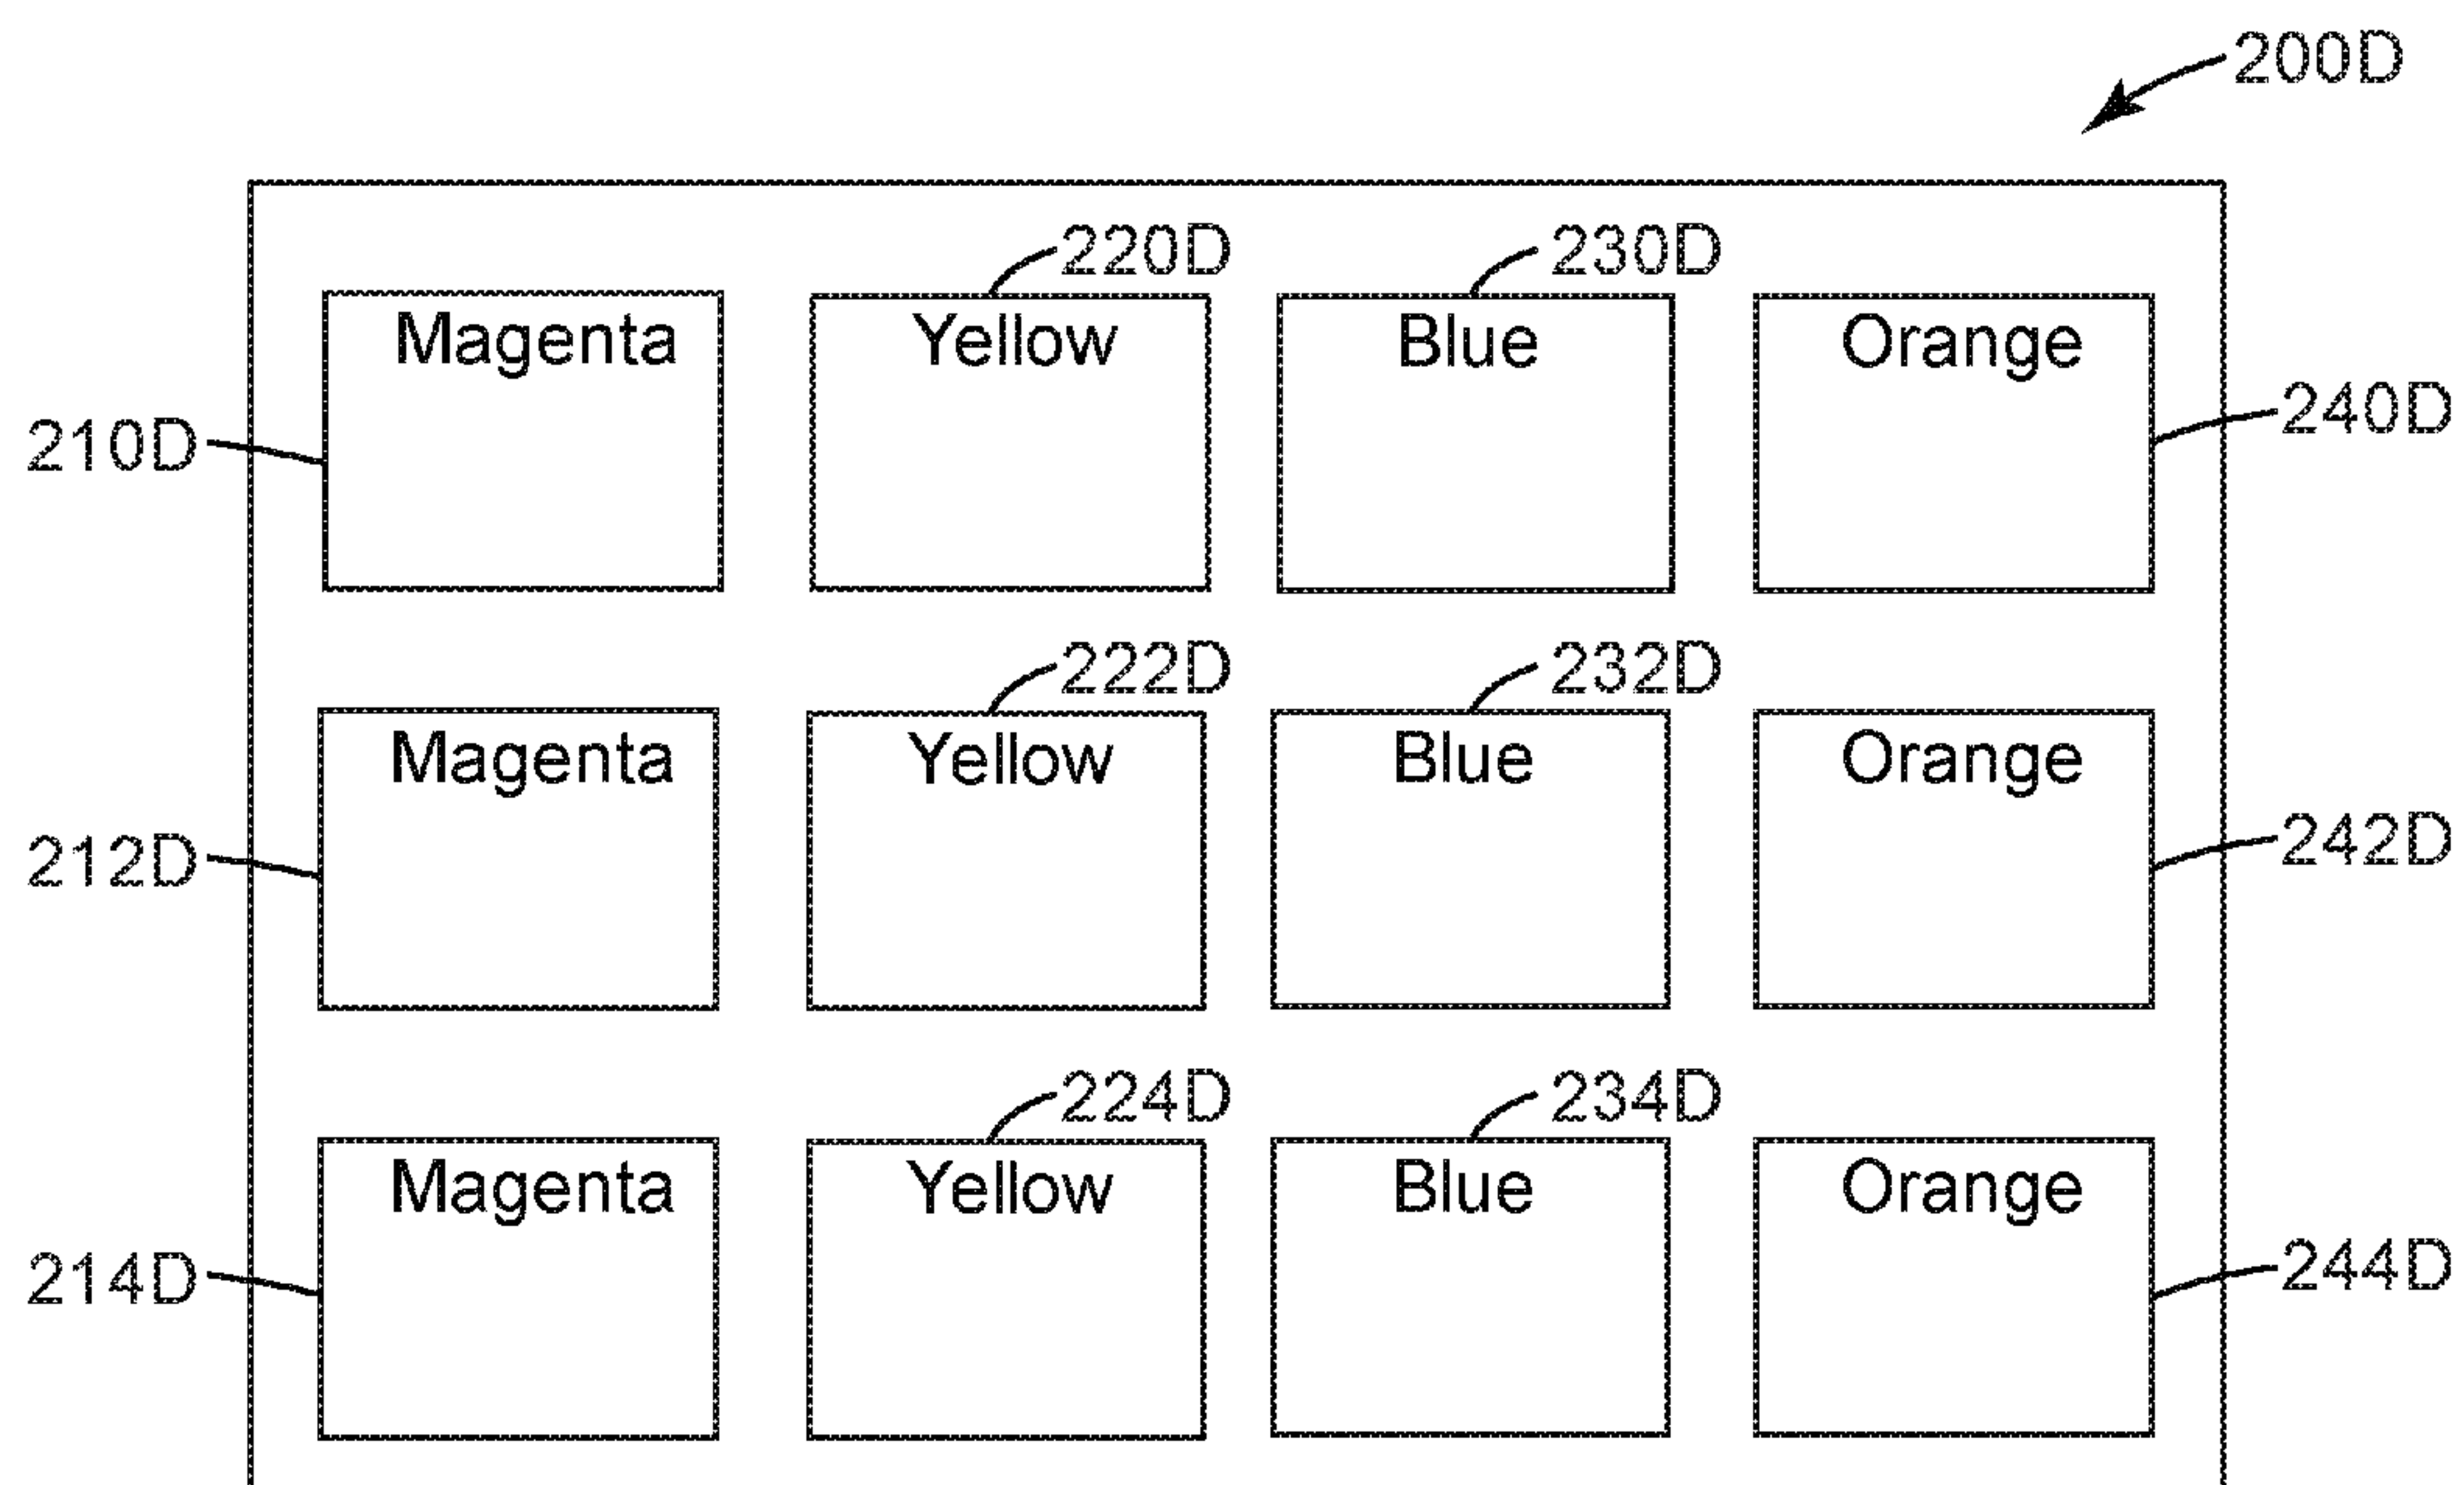 200D
220D 230D
Magenta Yellow Blue Orange
210D 240D
222D 232D
Magenta Yellow Blue Orange
212D 242D
224D 234D
Magenta Yellow Blue Orange
214D 244D